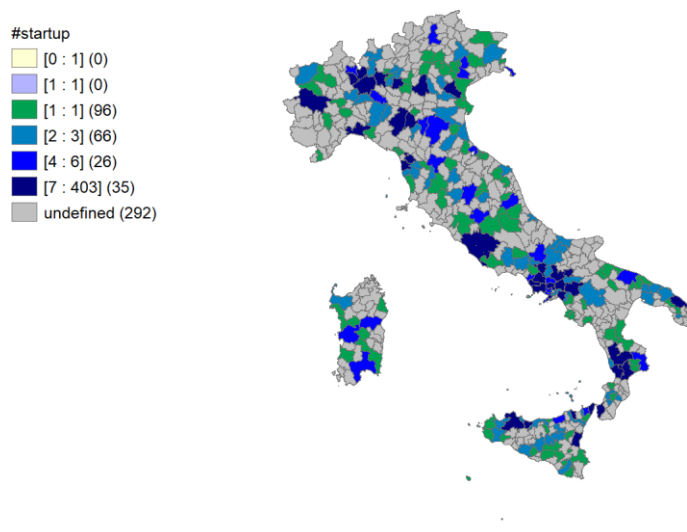 #startup
[0 : 1] (0)
[1 : 1] (0)
[1 : 1] (96)
[2 : 3] (66)
[4 : 6] (26)
[7 : 403] (35)
undefined (292)